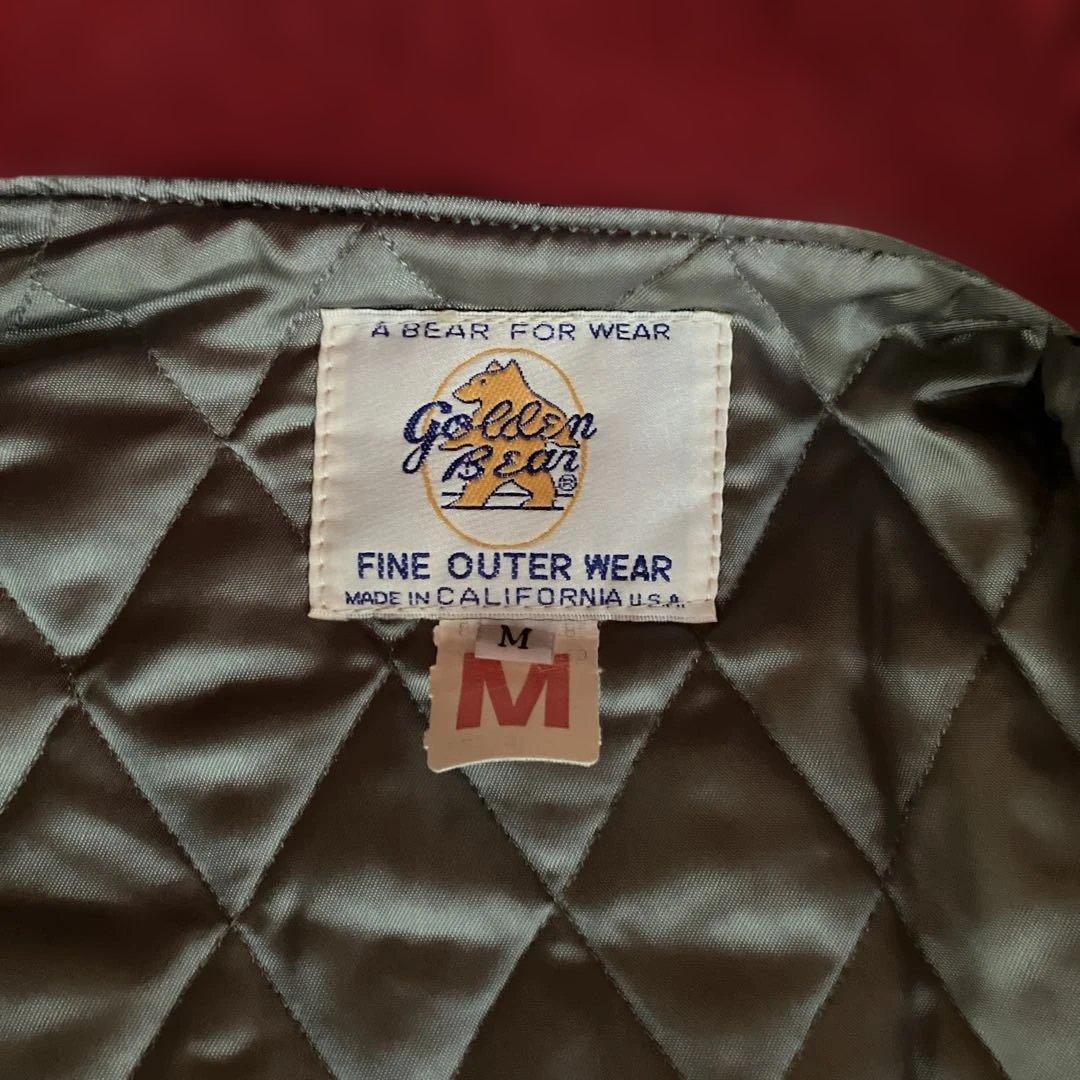 A BEAR FOR WEAR
Golden
Bear ®
FINE OUTER WEAR
MADE IN CALIFORNIA U.S.A.
M
M